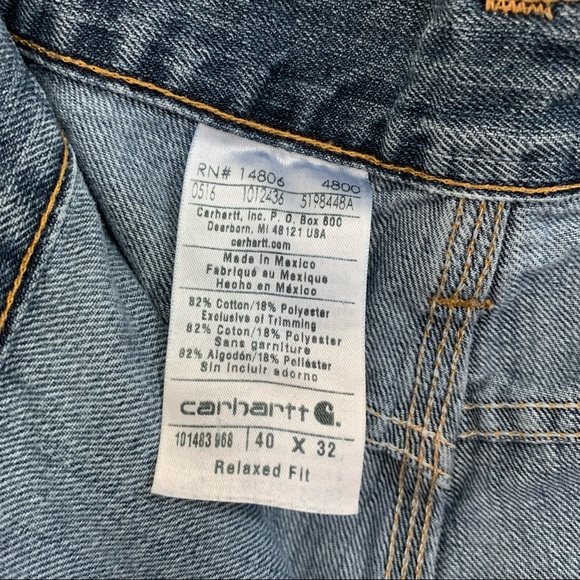 RN# 14806 4800
0516 1012436 5198448A
Carhartt, Inc. P. O. Box 600
Dearborn, MI 48121 USA
carhartt.com
Made in Mexico
Fabriqué au Mexique
Hecho en México
82% Cotton/18% Polyester
Exclusive of Trimming
82% Coton/18% Polyester
Sans garniture
82% Algodón/18% Poliéster
Sin incluir adorno
carhartt
101483 968 40 X 32
Relaxed Fit